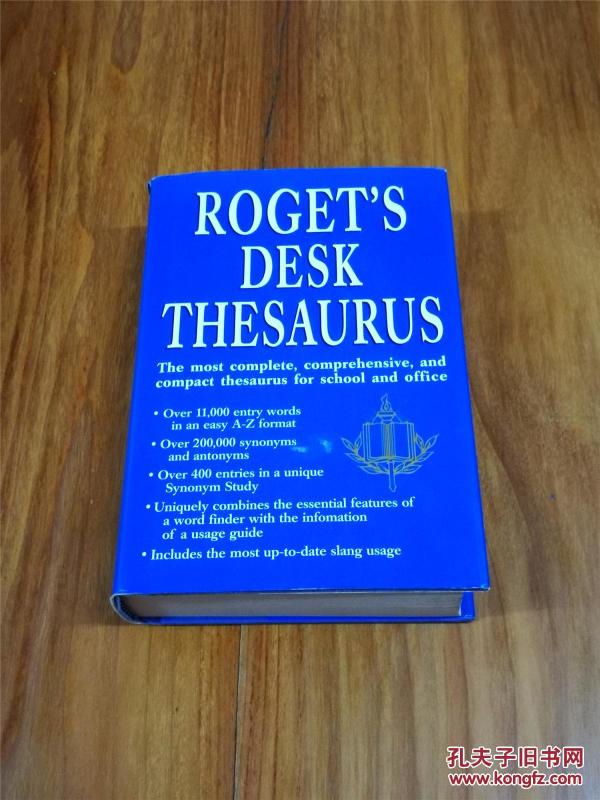 ROGET'S
DESK
THESAURUS
The most complete, comprehensive, and
compact thesaurus for school and office
• Over 11,000 entry words
in an easy A-Z format
• Over 200,000 synonyms
and antonyms
• Over 400 entries in a unique
Synonym Study
• Uniquely combines the essential features of
a word finder with the infomation
of a usage guide
• Includes the most up-to-date slang usage
孔夫子旧书网
www.kongfz.com